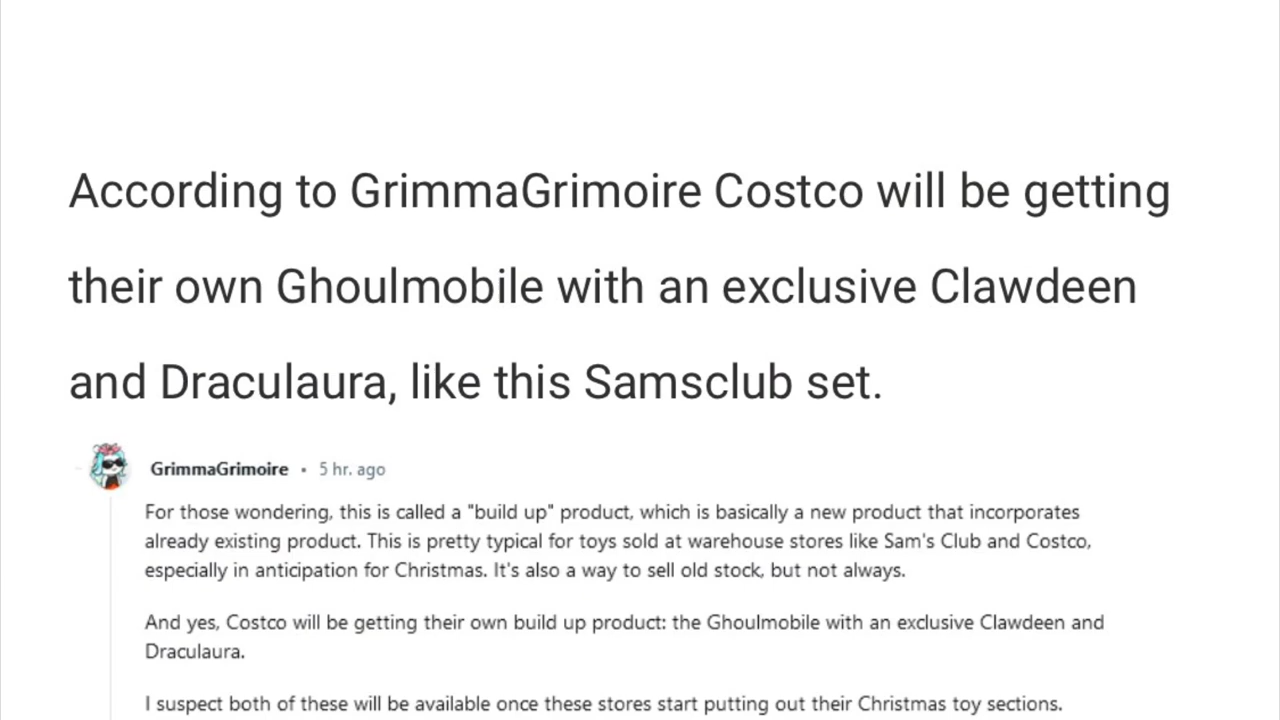 According to GrimmaGrimoire Costco will be getting
their own Ghoulmobile with an exclusive Clawdeen
and Draculaura, like this Samsclub set.
GrimmaGrimoire • 5 hr. ago
For those wondering, this is called a "build up" product, which is basically a new product that incorporates
already existing product. This is pretty typical for toys sold at warehouse stores like Sam's Club and Costco,
especially in anticipation for Christmas. It's also a way to sell old stock, but not always.
And yes, Costco will be getting their own build up product: the Ghoulmobile with an exclusive Clawdeen and
Draculaura.
I suspect both of these will be available once these stores start putting out their Christmas toy sections.